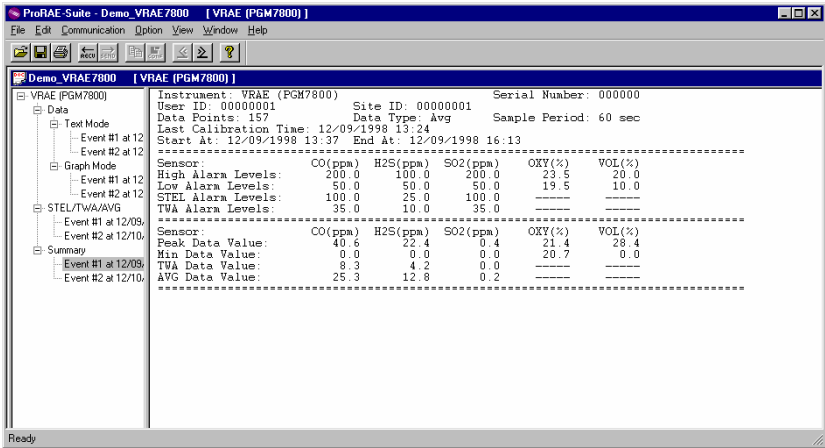 ProRAE-Suite - Demo_VRAE7800 [ VRAE (PGM7800) ]
File Edit Communication Option View Window Help
RECU SEND CONFG
Demo_VRAE7800 [ VRAE (PGM7800) ]
VRAE (PGM7800)
Data
Text Mode
Event #1 at 12
Event #2 at 12
Graph Mode
Event #1 at 12
Event #2 at 12
STEL/TWA/AVG
Event #1 at 12/09/
Event #2 at 12/10/
Summary
Event #1 at 12/09/
Event #2 at 12/10/
Instrument: VRAE (PGM7800) Serial Number: 000000
User ID: 00000001 Site ID: 00000001
Data Points: 157 Data Type: Avg Sample Period: 60 sec
Last Calibration Time: 12/09/1998 13:24
Start At: 12/09/1998 13:37 End At: 12/09/1998 16:13
==========================================================================
Sensor: CO(ppm) H2S(ppm) SO2(ppm) OXY(%) VOL(%)
High Alarm Levels: 200.0 100.0 200.0 23.5 20.0
Low Alarm Levels: 50.0 50.0 50.0 19.5 10.0
STEL Alarm Levels: 100.0 25.0 100.0 ----- -----
TWA Alarm Levels: 35.0 10.0 35.0 ----- -----
==========================================================================
Sensor: CO(ppm) H2S(ppm) SO2(ppm) OXY(%) VOL(%)
Peak Data Value: 40.6 22.4 0.4 21.4 28.4
Min Data Value: 0.0 0.0 0.0 20.7 0.0
TWA Data Value: 8.3 4.2 0.0 ----- -----
AVG Data Value: 25.3 12.8 0.2 ----- -----
==========================================================================
Ready